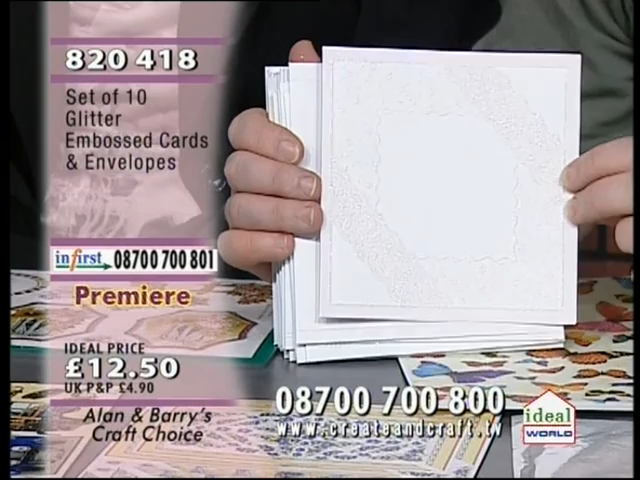 820 418
Set of 10
Glitter
Embossed Cards
& Envelopes
infirst 08700 700 801
Premiere
IDEAL PRICE
£12.50
UK P&P £4.90
Alan & Barry's
Craft Choice
08700 700 800
www.createandcraft.tv
ideal
WORLD